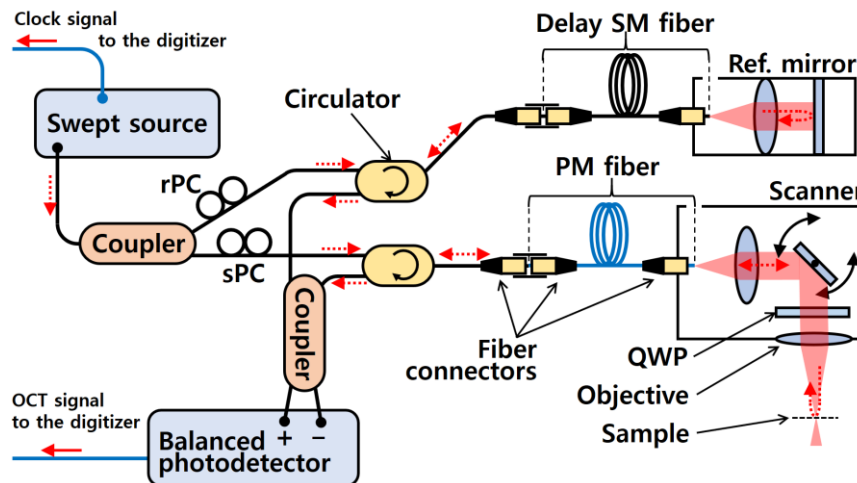 Clock signal
to the digitizer
Delay SM fiber
Ref. mirror
Circulator
Swept source
rPC
PM fiber
Scanner
Coupler
sPC
Coupler
Fiber
connectors
QWP
Objective
Sample
OCT signal
to the digitizer
+ −
Balanced
photodetector